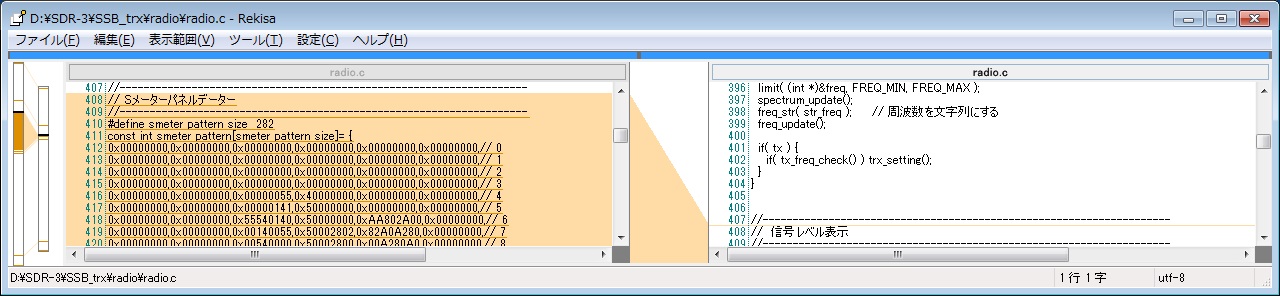 D:¥SDR-3¥SSB_trx¥radio¥radio.c - Rekisa
ファイル(F) 編集(E) 表示範囲(V) ツール(T) 設定(C) ヘルプ(H)
radio.c
407 //------------------------------------------------------------------
408 // Sメーターパネルデーター
409 //------------------------------------------------------------------
410 #define smeter_pattern_size 282
411 const int smeter_pattern[smeter_pattern_size]= {
412 0x00000000,0x00000000,0x00000000,0x00000000,0x00000000,// 0
413 0x00000000,0x00000000,0x00000000,0x00000000,0x00000000,// 1
414 0x00000000,0x00000000,0x00000000,0x00000000,0x00000000,// 2
415 0x00000000,0x00000000,0x00000000,0x00000000,0x00000000,// 3
416 0x00000000,0x00000000,0x00000055,0x40000000,0x00000000,// 4
417 0x00000000,0x00000000,0x00000141,0x50000000,0x00000000,// 5
418 0x00000000,0x00000000,0x55540140,0x50000000,0xAA802A00,0x00000000,// 6
419 0x00000000,0x00000000,0x00140055,0x50002802,0x82A0A280,0x00000000,// 7
420 0x00000000,0x00000000,0x00540000,0x50002800,0x00A280A0,0x00000000,// 8
radio.c
396 limit( (int *)&freq, FREQ_MIN, FREQ_MAX );
397 spectrum_update();
398 freq_str( str_freq ); // 周波数を文字列にする
399 freq_update();
400
401 if( tx ) {
402 if( tx_freq_check() ) trx_setting();
403 }
404 }
405
406
407 //------------------------------------------------------------------
408 // 信号レベル表示
409 //------------------------------------------------------------------
D:¥SDR-3¥SSB_trx¥radio¥radio.c
1 行 1 字
utf-8